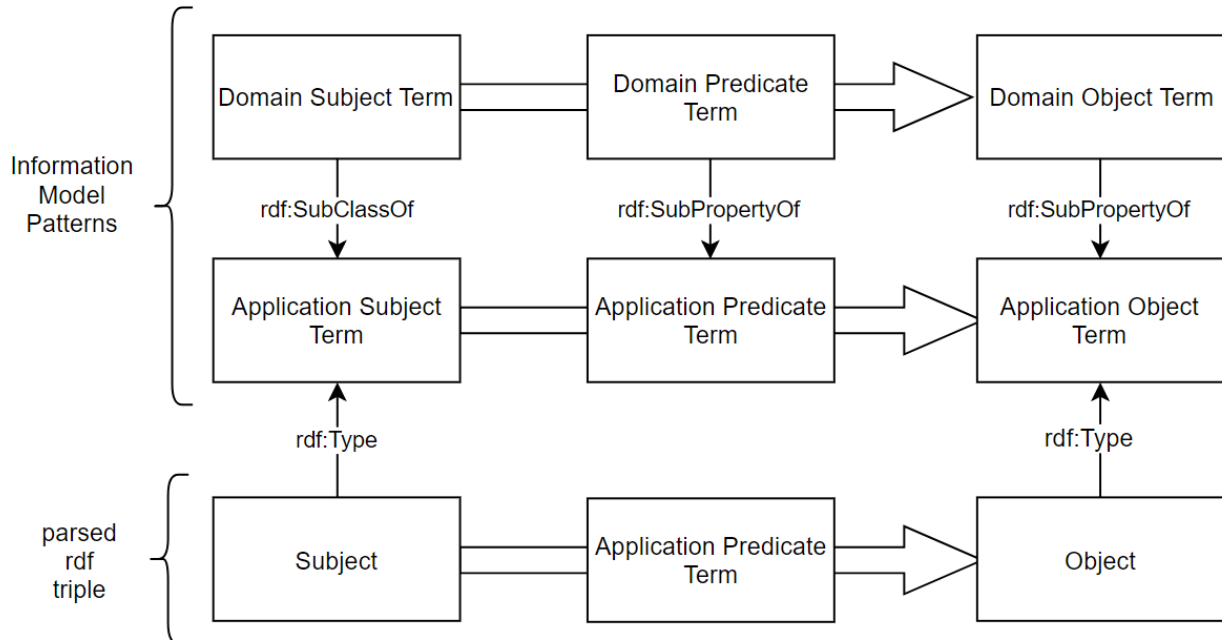 Domain Subject Term
Domain Predicate
Term
Domain Object Term
Information
Model
Patterns
rdf:SubClassOf
rdf:SubPropertyOf
rdf:SubPropertyOf
Application Subject
Term
Application Predicate
Term
Application Object
Term
rdf:Type
rdf:Type
parsed
rdf
triple
Subject
Application Predicate
Term
Object